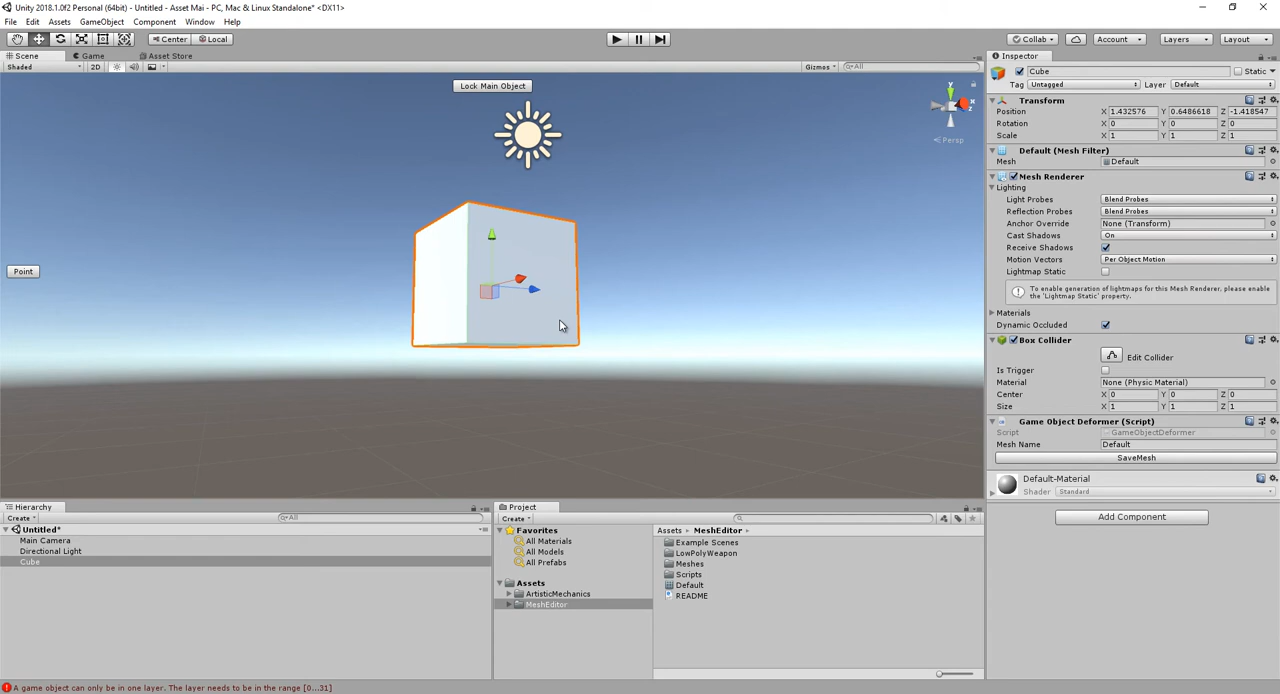 Unity 2018.1.0f2 Personal (64bit) - Untitled - Asset Mai - PC, Mac & Linux Standalone* <DX11>
File Edit Assets GameObject Component Window Help
Center Local Collab Account Layers Layout
Scene Game Asset Store Inspector
Shaded 2D Gizmos All
Cube Static
Tag Untagged Layer Default
Lock Main Object
y x
Persp
Point
Transform
Position X 1.432576 Y 0.6486618 Z -1.418547
Rotation X 0 Y 0 Z 0
Scale X 1 Y 1 Z 1
Default (Mesh Filter)
Mesh Default
Mesh Renderer
Lighting
Light Probes Blend Probes
Reflection Probes Blend Probes
Anchor Override None (Transform)
Cast Shadows On
Receive Shadows
Motion Vectors Per Object Motion
Lightmap Static
To enable generation of lightmaps for this Mesh Renderer, please enable
the 'Lightmap Static' property.
Materials
Dynamic Occluded
Box Collider
Edit Collider
Is Trigger
Material None (Physic Material)
Center X 0 Y 0 Z 0
Size X 1 Y 1 Z 1
Game Object Deformer (Script)
Script GameObjectDeformer
Mesh Name Default
SaveMesh
Default-Material
Shader Standard
Add Component
Hierarchy
Create All
Untitled*
Main Camera
Directional Light
Cube
Project
Create
Favorites
All Materials
All Models
All Prefabs
Assets
ArtisticMechanics
MeshEditor
Assets MeshEditor
Example Scenes
LowPolyWeapon
Meshes
Scripts
Default
README
A game object can only be in one layer. The layer needs to be in the range [0...31]